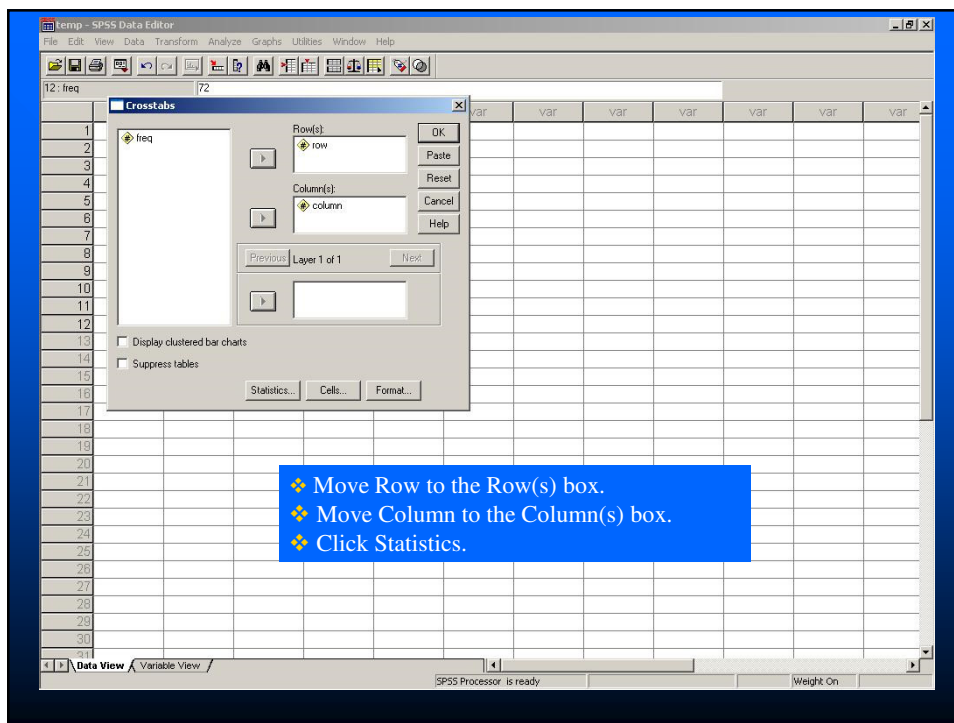 temp - SPSS Data Editor
File Edit View Data Transform Analyze Graphs Utilities Window Help
12 : freq 72
Crosstabs
var var var var var var var
freq
Row(s):
row
Column(s):
column
OK
Paste
Reset
Cancel
Help
Previous Layer 1 of 1 Next
Display clustered bar charts
Suppress tables
Statistics... Cells... Format...
1
2
3
4
5
6
7
8
9
10
11
12
13
14
15
16
17
18
19
20
21
22
23
24
25
26
27
28
29
30
31
Move Row to the Row(s) box.
Move Column to the Column(s) box.
Click Statistics.
Data View Variable View
SPSS Processor is ready Weight On